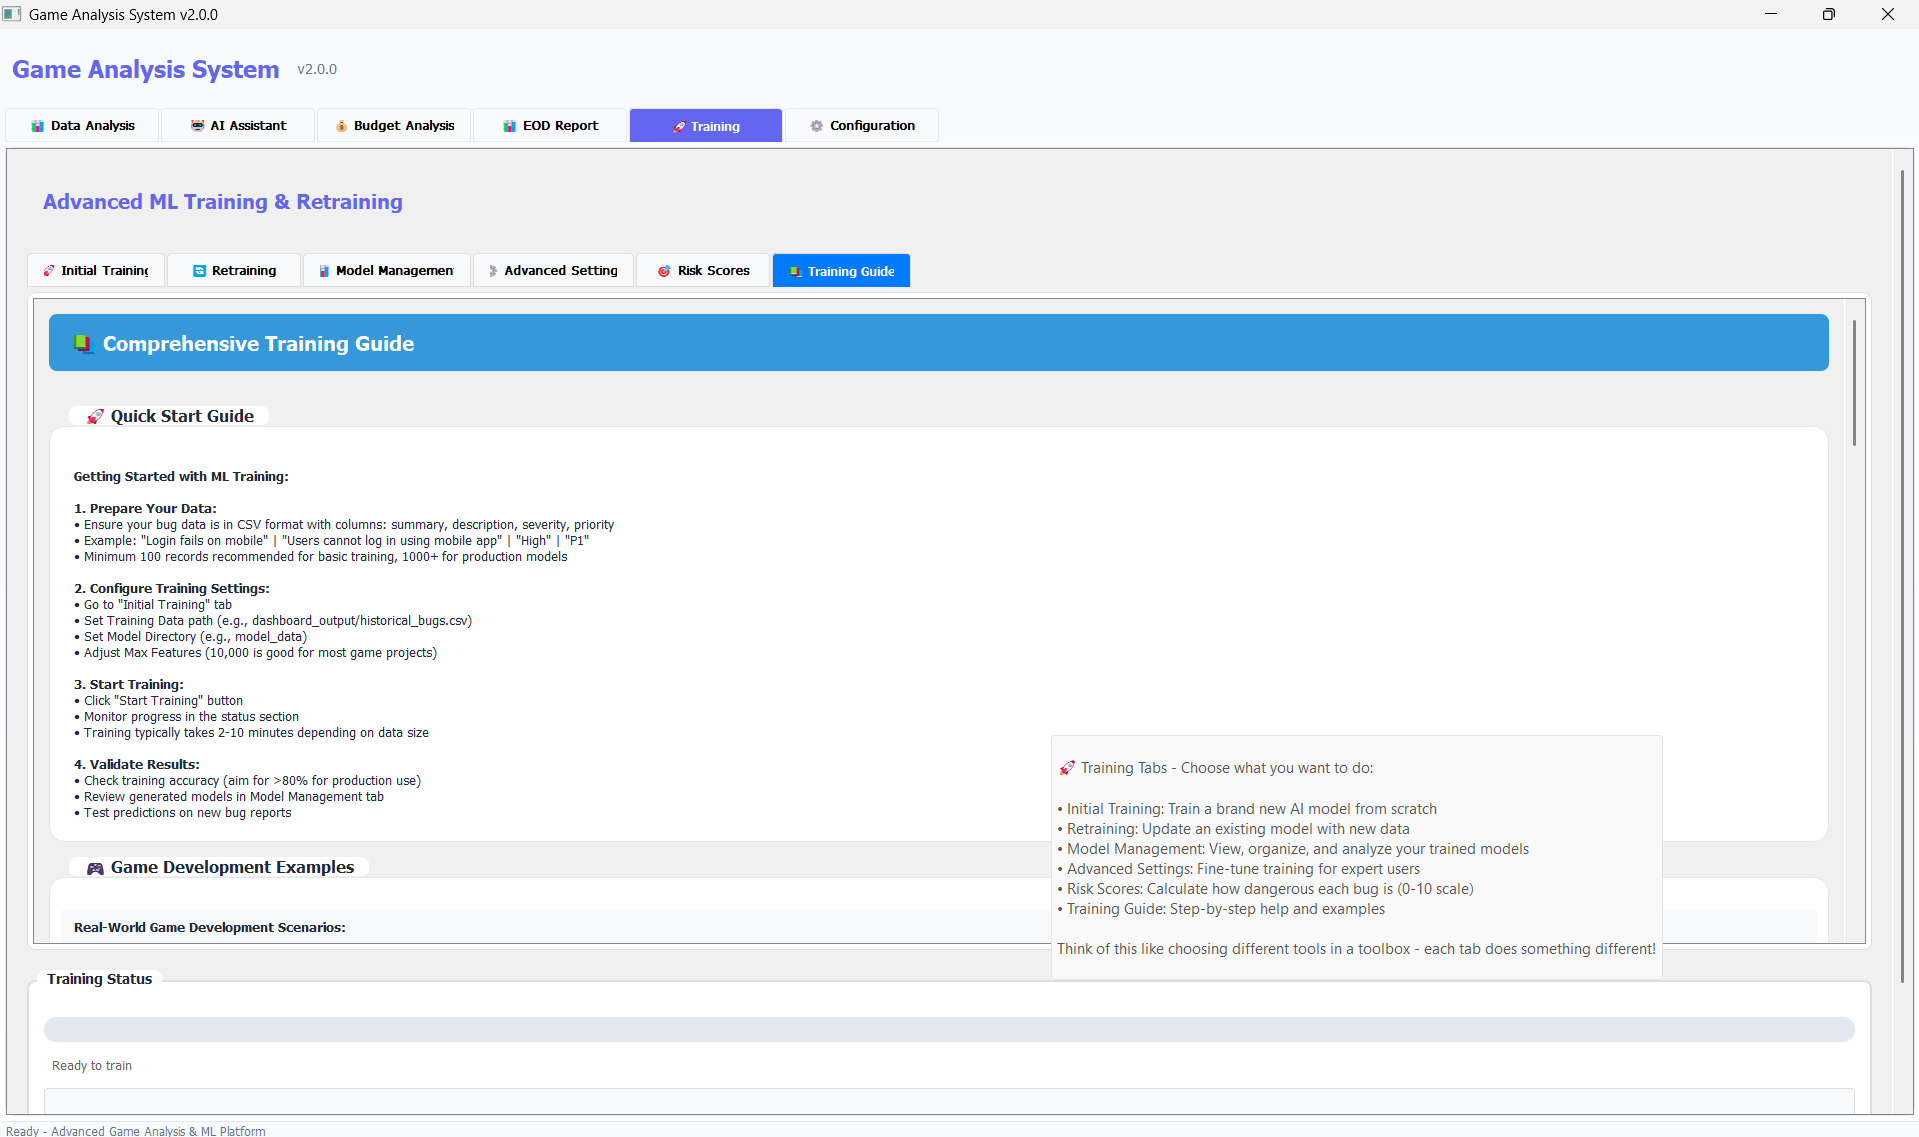 Game Analysis System v2.0.0
Game Analysis System v2.0.0
Data Analysis
AI Assistant
Budget Analysis
EOD Report
Training
Configuration
Advanced ML Training & Retraining
Initial Training
Retraining
Model Managemen
Advanced Setting
Risk Scores
Training Guide
Comprehensive Training Guide
Quick Start Guide
Getting Started with ML Training:
1. Prepare Your Data:
• Ensure your bug data is in CSV format with columns: summary, description, severity, priority
• Example: "Login fails on mobile" | "Users cannot log in using mobile app" | "High" | "P1"
• Minimum 100 records recommended for basic training, 1000+ for production models
2. Configure Training Settings:
• Go to "Initial Training" tab
• Set Training Data path (e.g., dashboard_output/historical_bugs.csv)
• Set Model Directory (e.g., model_data)
• Adjust Max Features (10,000 is good for most game projects)
3. Start Training:
• Click "Start Training" button
• Monitor progress in the status section
• Training typically takes 2-10 minutes depending on data size
4. Validate Results:
• Check training accuracy (aim for >80% for production use)
• Review generated models in Model Management tab
• Test predictions on new bug reports
Game Development Examples
Real-World Game Development Scenarios:
Training Tabs - Choose what you want to do:
• Initial Training: Train a brand new AI model from scratch
• Retraining: Update an existing model with new data
• Model Management: View, organize, and analyze your trained models
• Advanced Settings: Fine-tune training for expert users
• Risk Scores: Calculate how dangerous each bug is (0-10 scale)
• Training Guide: Step-by-step help and examples
Think of this like choosing different tools in a toolbox - each tab does something different!
Training Status
Ready to train
Ready - Advanced Game Analysis & ML Platform